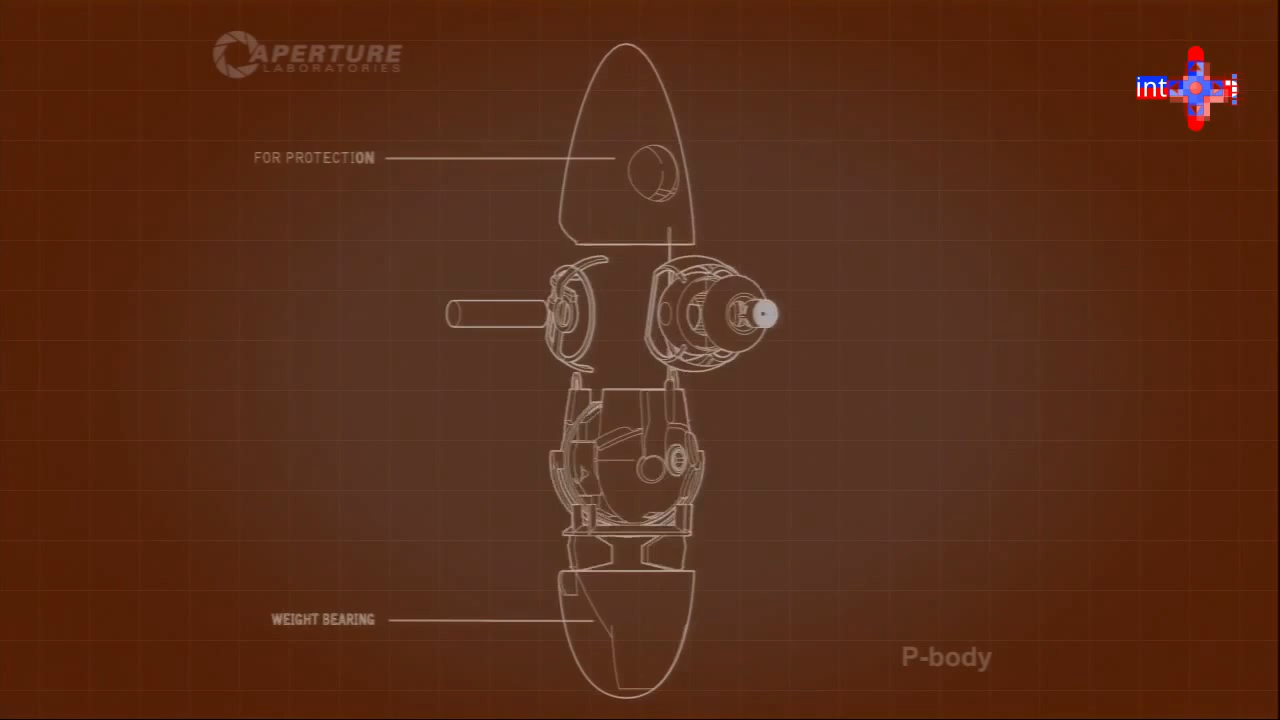 APERTURE
LABORATORIES
int
FOR PROTECTION
WEIGHT BEARING
P-body